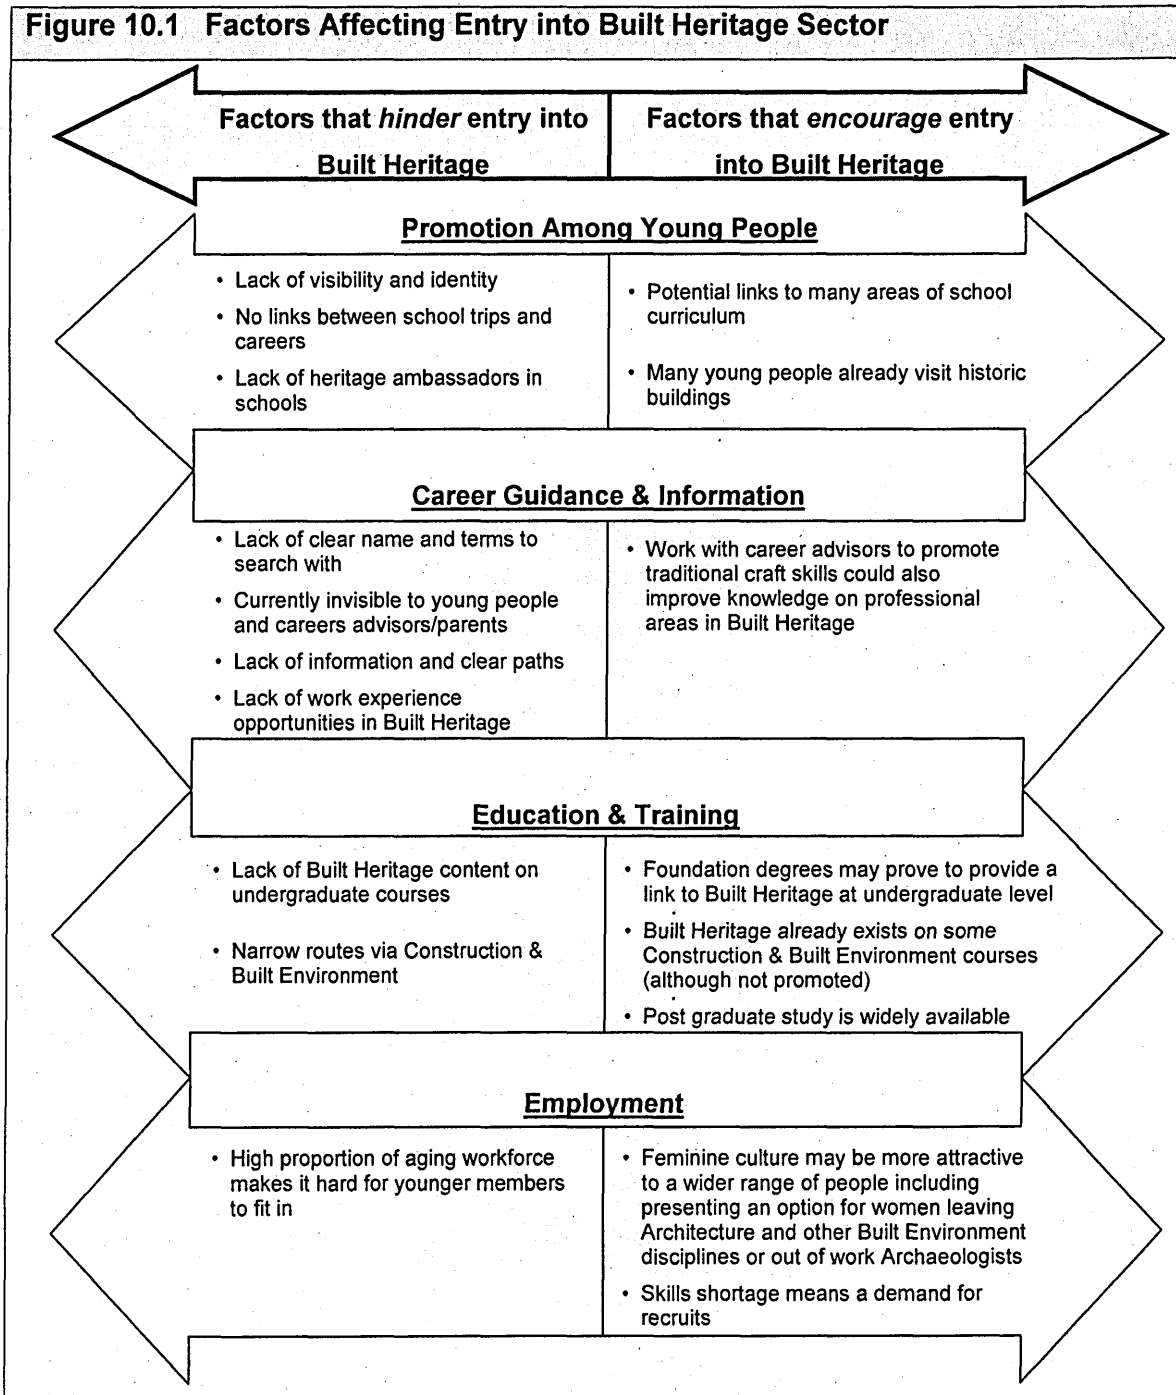 Figure 10.1 Factors Affecting Entry into Built Heritage Sector
Factors that hinder entry into
Built Heritage
Factors that encourage entry
into Built Heritage
Promotion Among Young People
• Lack of visibility and identity
• No links between school trips and
careers
• Lack of heritage ambassadors in
schools
• Potential links to many areas of school
curriculum
• Many young people already visit historic
buildings
Career Guidance & Information
• Lack of clear name and terms to
search with
• Currently invisible to young people
and careers advisors/parents
• Lack of information and clear paths
• Lack of work experience
opportunities in Built Heritage
• Work with career advisors to promote
traditional craft skills could also
improve knowledge on professional
areas in Built Heritage
Education & Training
• Lack of Built Heritage content on
undergraduate courses
• Narrow routes via Construction &
Built Environment
• Foundation degrees may prove to provide a
link to Built Heritage at undergraduate level
• Built Heritage already exists on some
Construction & Built Environment courses
(although not promoted)
• Post graduate study is widely available
Employment
• High proportion of aging workforce
makes it hard for younger members
to fit in
• Feminine culture may be more attractive
to a wider range of people including
presenting an option for women leaving
Architecture and other Built Environment
disciplines or out of work Archaeologists
• Skills shortage means a demand for
recruits